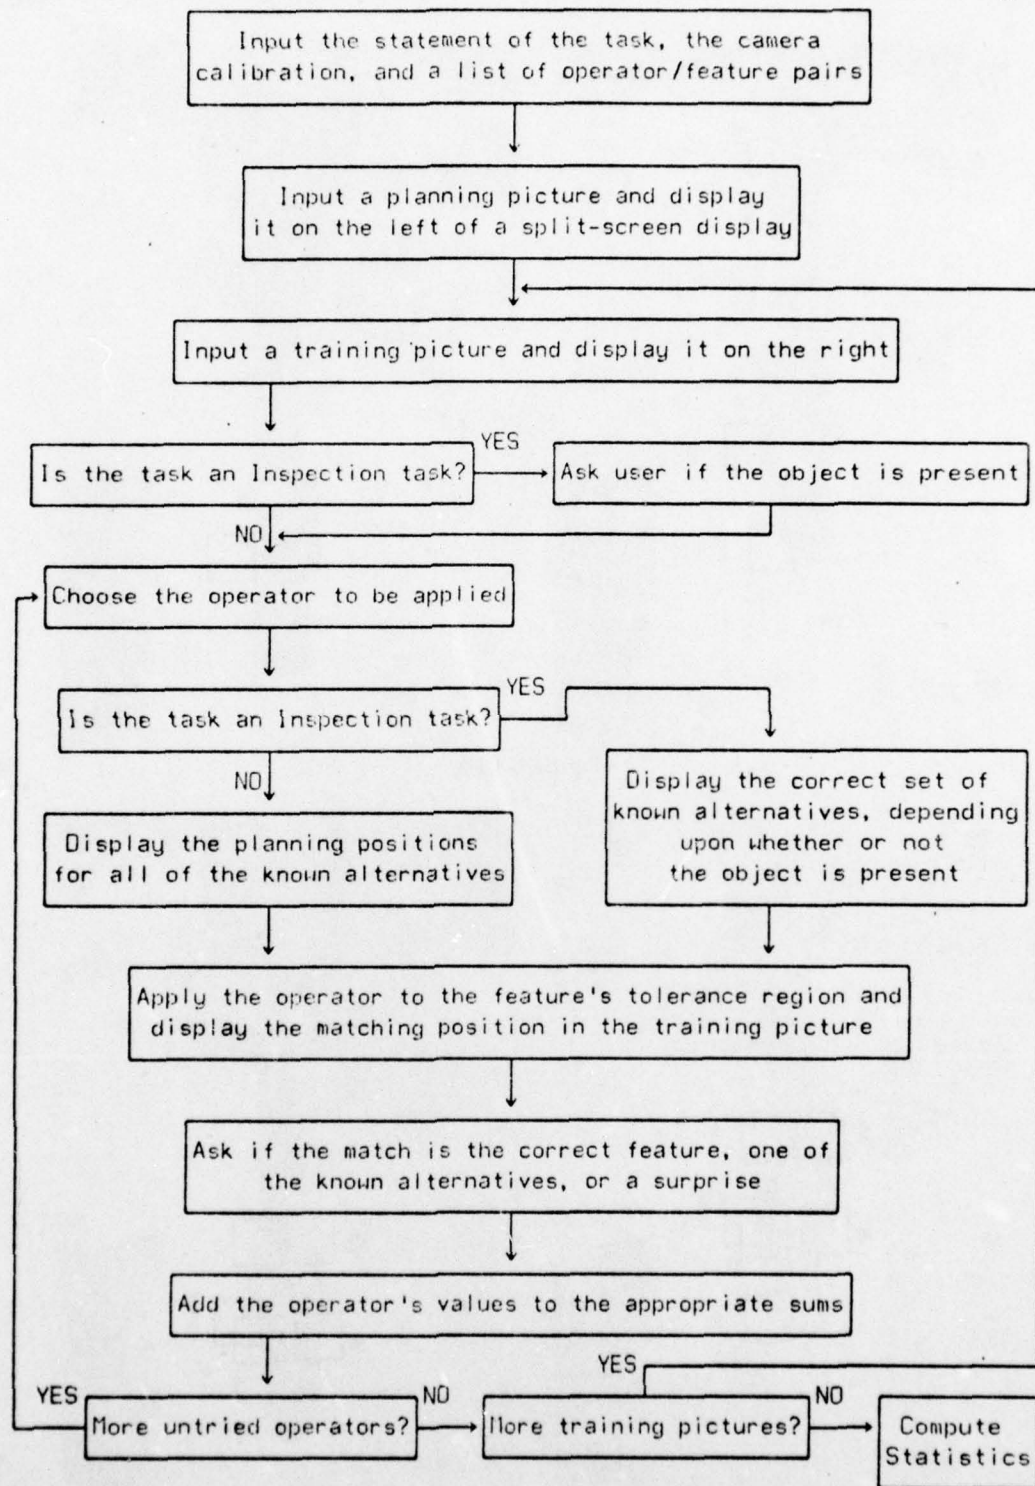 Input the statement of the task, the camera
calibration, and a list of operator/feature pairs
Input a planning picture and display
it on the left of a split-screen display
Input a training picture and display it on the right
YES
Is the task an Inspection task?
Ask user if the object is present
NO
Choose the operator to be applied
YES
Is the task an Inspection task?
NO
Display the correct set of
known alternatives, depending
upon whether or not
the object is present
Display the planning positions
for all of the known alternatives
Apply the operator to the feature's tolerance region and
display the matching position in the training picture
Ask if the match is the correct feature, one of
the known alternatives, or a surprise
Add the operator's values to the appropriate sums
YES
YES
NO
NO
More untried operators?
More training pictures?
Compute
Statistics